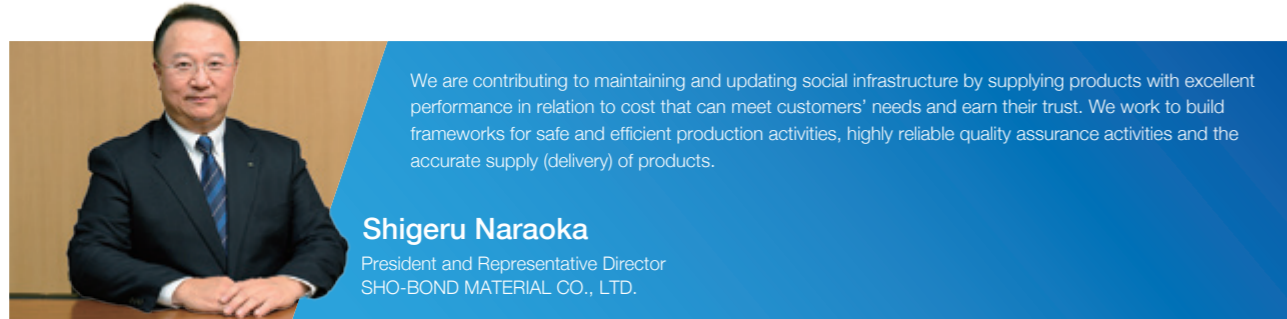 We are contributing to maintaining and updating social infrastructure by supplying products with excellent
performance in relation to cost that can meet customers’ needs and earn their trust. We work to build
frameworks for safe and efficient production activities, highly reliable quality assurance activities and the
accurate supply (delivery) of products.
Shigeru Naraoka
President and Representative Director
SHO-BOND MATERIAL CO., LTD.